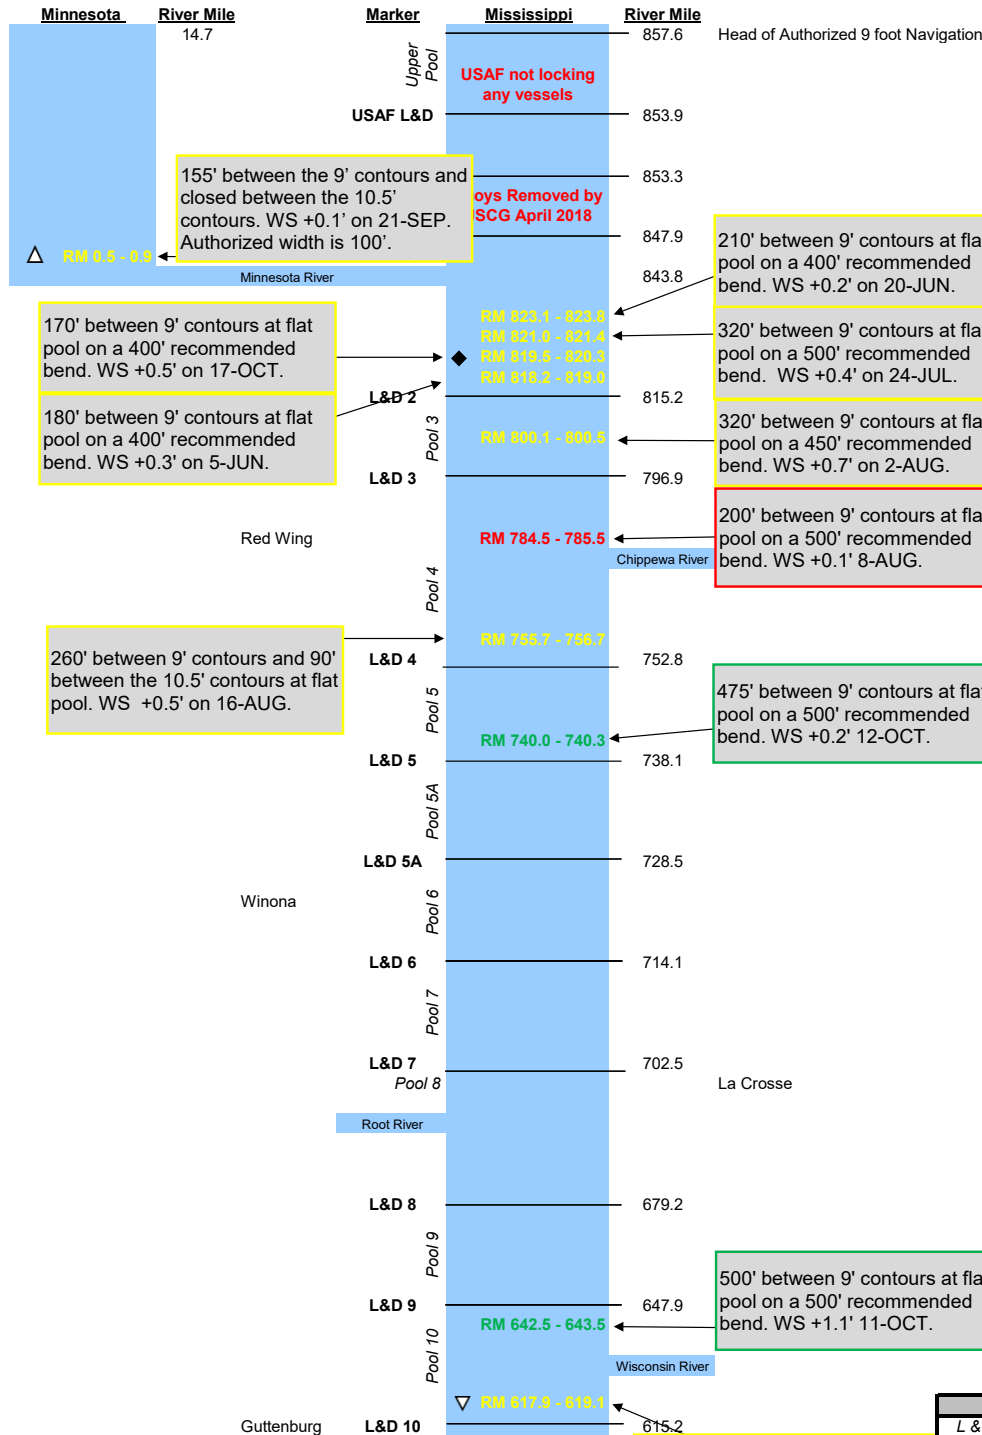 Minnesota River Mile Marker Mississippi River Mile
14.7 857.6 Head of Authorized 9 foot Navigation
Upper
Pool
USAF not locking
any vessels
USAF L&D 853.9
853.3
155' between the 9’ contours and
closed between the 10.5’
contours. WS +0.1’ on 21-SEP.
Authorized width is 100’.
oys Removed by
SCG April 2018
847.9
RM 0.5 - 0.9
Minnesota River
843.8
210' between 9' contours at fla
pool on a 400' recommended
bend. WS +0.2' on 20-JUN.
RM 823.1 - 823.8
RM 821.0 - 821.4
RM 819.5 - 820.3
RM 818.2 - 819.0
320' between 9' contours at fla
pool on a 500' recommended
bend. WS +0.4' on 24-JUL.
170' between 9' contours at flat
pool on a 400' recommended
bend. WS +0.5' on 17-OCT.
L&D 2 815.2
180' between 9' contours at flat
pool on a 400' recommended
bend. WS +0.3' on 5-JUN.
Pool 3
RM 800.1 - 800.5
320' between 9' contours at fla
pool on a 450' recommended
bend. WS +0.7' on 2-AUG.
L&D 3 796.9
Red Wing
RM 784.5 - 785.5
200' between 9' contours at fla
pool on a 500' recommended
bend. WS +0.1' 8-AUG.
Chippewa River
Pool 4
RM 755.7 - 756.7
260' between 9' contours and 90'
between the 10.5' contours at flat
pool. WS +0.5' on 16-AUG.
L&D 4 752.8
Pool 5
RM 740.0 - 740.3
475' between 9' contours at flat
pool on a 500' recommended
bend. WS +0.2' 12-OCT.
L&D 5 738.1
Pool 5A
L&D 5A 728.5
Winona
Pool 6
L&D 6 714.1
Pool 7
L&D 7 702.5
Pool 8
La Crosse
Root River
L&D 8 679.2
Pool 9
L&D 9 647.9
RM 642.5 - 643.5
500' between 9' contours at fla
pool on a 500' recommended
bend. WS +1.1' 11-OCT.
Pool 10
Wisconsin River
RM 617.9 - 619.1
Guttenburg L&D 10 615.2
L &